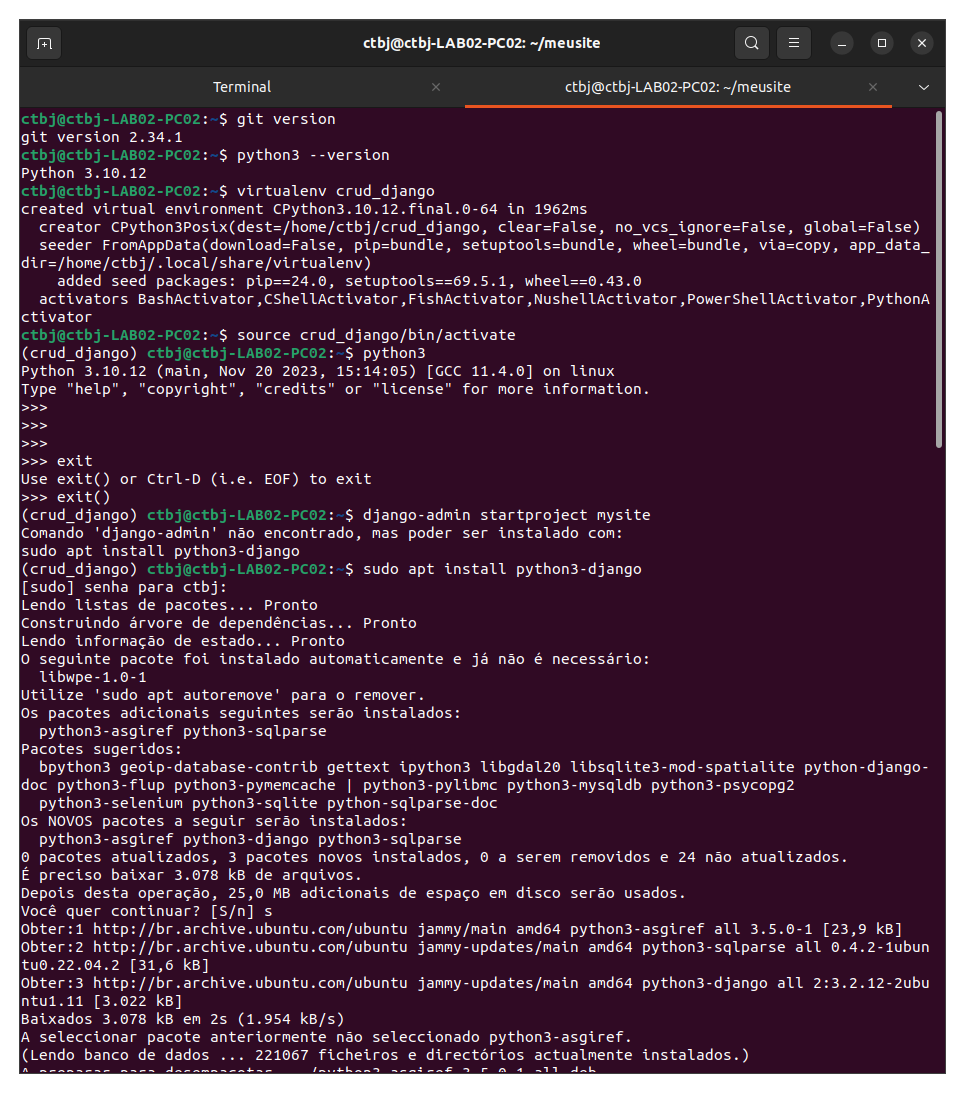 ctbj@ctbj-LAB02-PC02: ~/meusite
Terminal
ctbj@ctbj-LAB02-PC02: ~/meusite
ctbj@ctbj-LAB02-PC02:~$ git version
git version 2.34.1
ctbj@ctbj-LAB02-PC02:~$ python3 --version
Python 3.10.12
ctbj@ctbj-LAB02-PC02:~$ virtualenv crud_django
created virtual environment CPython3.10.12.final.0-64 in 1962ms
  creator CPython3Posix(dest=/home/ctbj/crud_django, clear=False, no_vcs_ignore=False, global=False)
  seeder FromAppData(download=False, pip=bundle, setuptools=bundle, wheel=bundle, via=copy, app_data_
dir=/home/ctbj/.local/share/virtualenv)
    added seed packages: pip==24.0, setuptools==69.5.1, wheel==0.43.0
  activators BashActivator,CShellActivator,FishActivator,NushellActivator,PowerShellActivator,PythonA
ctivator
ctbj@ctbj-LAB02-PC02:~$ source crud_django/bin/activate
(crud_django) ctbj@ctbj-LAB02-PC02:~$ python3
Python 3.10.12 (main, Nov 20 2023, 15:14:05) [GCC 11.4.0] on linux
Type "help", "copyright", "credits" or "license" for more information.
>>>
>>>
>>>
>>> exit
Use exit() or Ctrl-D (i.e. EOF) to exit
>>> exit()
(crud_django) ctbj@ctbj-LAB02-PC02:~$ django-admin startproject mysite
Comando 'django-admin' não encontrado, mas poder ser instalado com:
sudo apt install python3-django
(crud_django) ctbj@ctbj-LAB02-PC02:~$ sudo apt install python3-django
[sudo] senha para ctbj:
Lendo listas de pacotes... Pronto
Construindo árvore de dependências... Pronto
Lendo informação de estado... Pronto
O seguinte pacote foi instalado automaticamente e já não é necessário:
  libwpe-1.0-1
Utilize 'sudo apt autoremove' para o remover.
Os pacotes adicionais seguintes serão instalados:
  python3-asgiref python3-sqlparse
Pacotes sugeridos:
  bpython3 geoip-database-contrib gettext ipython3 libgdal20 libsqlite3-mod-spatialite python-django-
doc python3-flup python3-pymemcache | python3-pylibmc python3-mysqldb python3-psycopg2
  python3-selenium python3-sqlite python-sqlparse-doc
Os NOVOS pacotes a seguir serão instalados:
  python3-asgiref python3-django python3-sqlparse
0 pacotes atualizados, 3 pacotes novos instalados, 0 a serem removidos e 24 não atualizados.
É preciso baixar 3.078 kB de arquivos.
Depois desta operação, 25,0 MB adicionais de espaço em disco serão usados.
Você quer continuar? [S/n] s
Obter:1 http://br.archive.ubuntu.com/ubuntu jammy/main amd64 python3-asgiref all 3.5.0-1 [23,9 kB]
Obter:2 http://br.archive.ubuntu.com/ubuntu jammy-updates/main amd64 python3-sqlparse all 0.4.2-1ubun
tu0.22.04.2 [31,6 kB]
Obter:3 http://br.archive.ubuntu.com/ubuntu jammy-updates/main amd64 python3-django all 2:3.2.12-2ubu
ntu1.11 [3.022 kB]
Baixados 3.078 kB em 2s (1.954 kB/s)
A seleccionar pacote anteriormente não seleccionado python3-asgiref.
(Lendo banco de dados ... 221067 ficheiros e directórios actualmente instalados.)
A preparar para desempacotar .../python3-asgiref_3.5.0-1_all.deb